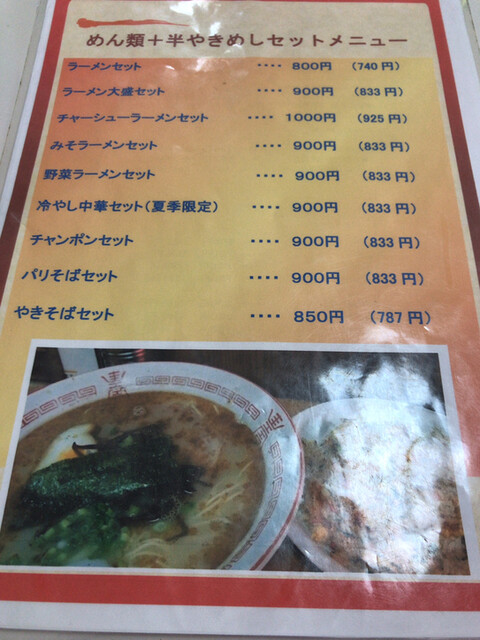 めん類＋半やきめしセットメニュー
ラーメンセット ‥‥ 800円 (740円)
ラーメン大盛セット ‥‥ 900円 (833円)
チャーシューラーメンセット ‥‥ 1000円 (925円)
みそラーメンセット ‥‥ 900円 (833円)
野菜ラーメンセット ‥‥ 900円 (833円)
冷やし中華セット(夏季限定) ‥‥ 900円 (833円)
チャンポンセット ‥‥ 900円 (833円)
パリそばセット ‥‥ 900円 (833円)
やきそばセット ‥‥ 850円 (787円)